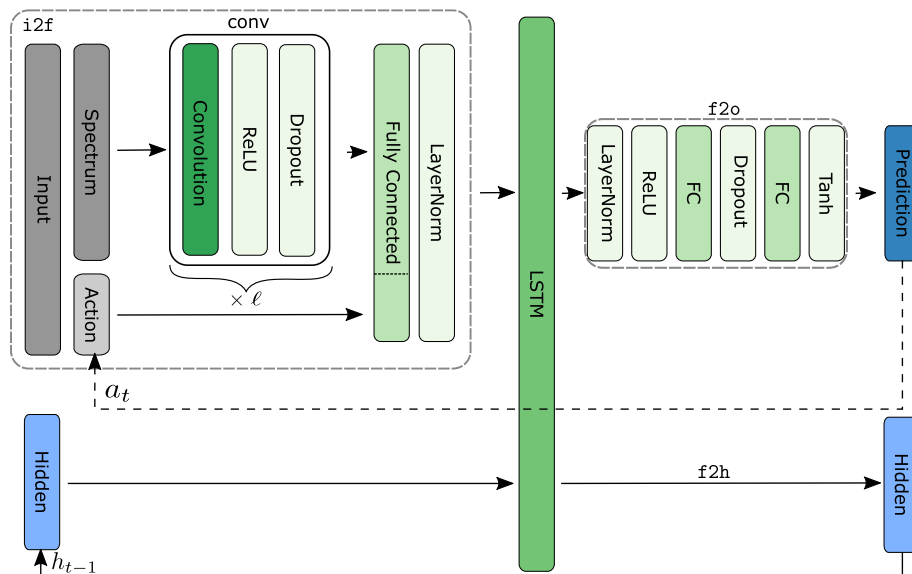 i2f
conv
Input
Spectrum
Action
Convolution
ReLU
Dropout
× ℓ
Fully Connected
LayerNorm
LSTM
f2o
LayerNorm
ReLU
FC
Dropout
FC
Tanh
Prediction
a_t
Hidden
h_{t−1}
f2h
Hidden